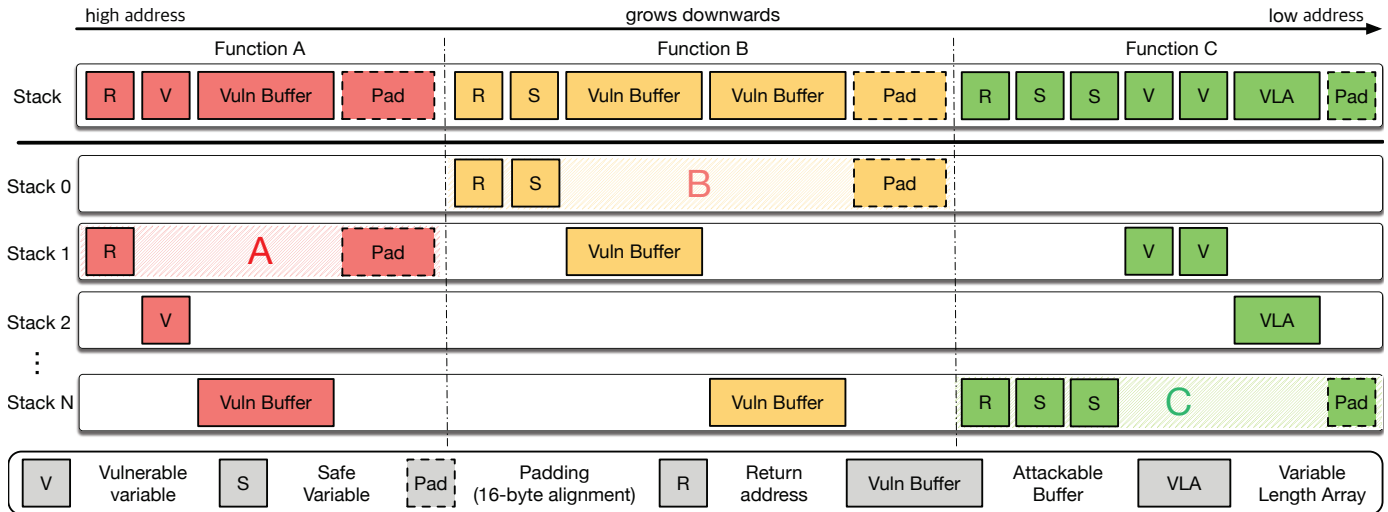 high address grows downwards low address
Function A Function B Function C
Stack R V Vuln Buffer Pad R S Vuln Buffer Vuln Buffer Pad R S S V V VLA Pad
Stack 0 R S B Pad
Stack 1 R A Pad Vuln Buffer V V
Stack 2 V VLA
⋮
Stack N Vuln Buffer Vuln Buffer R S S C Pad
V Vulnerable variable S Safe Variable Pad Padding (16-byte alignment) R Return address Vuln Buffer Attackable Buffer VLA Variable Length Array